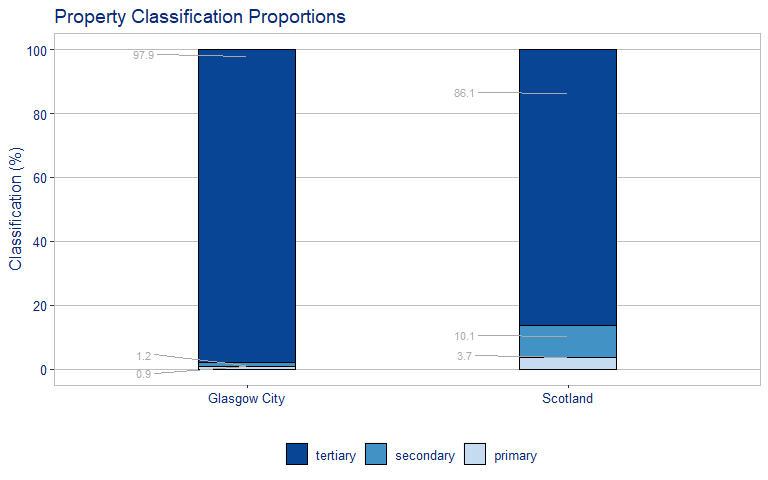 Property Classification Proportions
Classification (%)
100
80
60
40
20
0
97.9
1.2
0.9
86.1
10.1
3.7
Glasgow City
Scotland
tertiary
secondary
primary